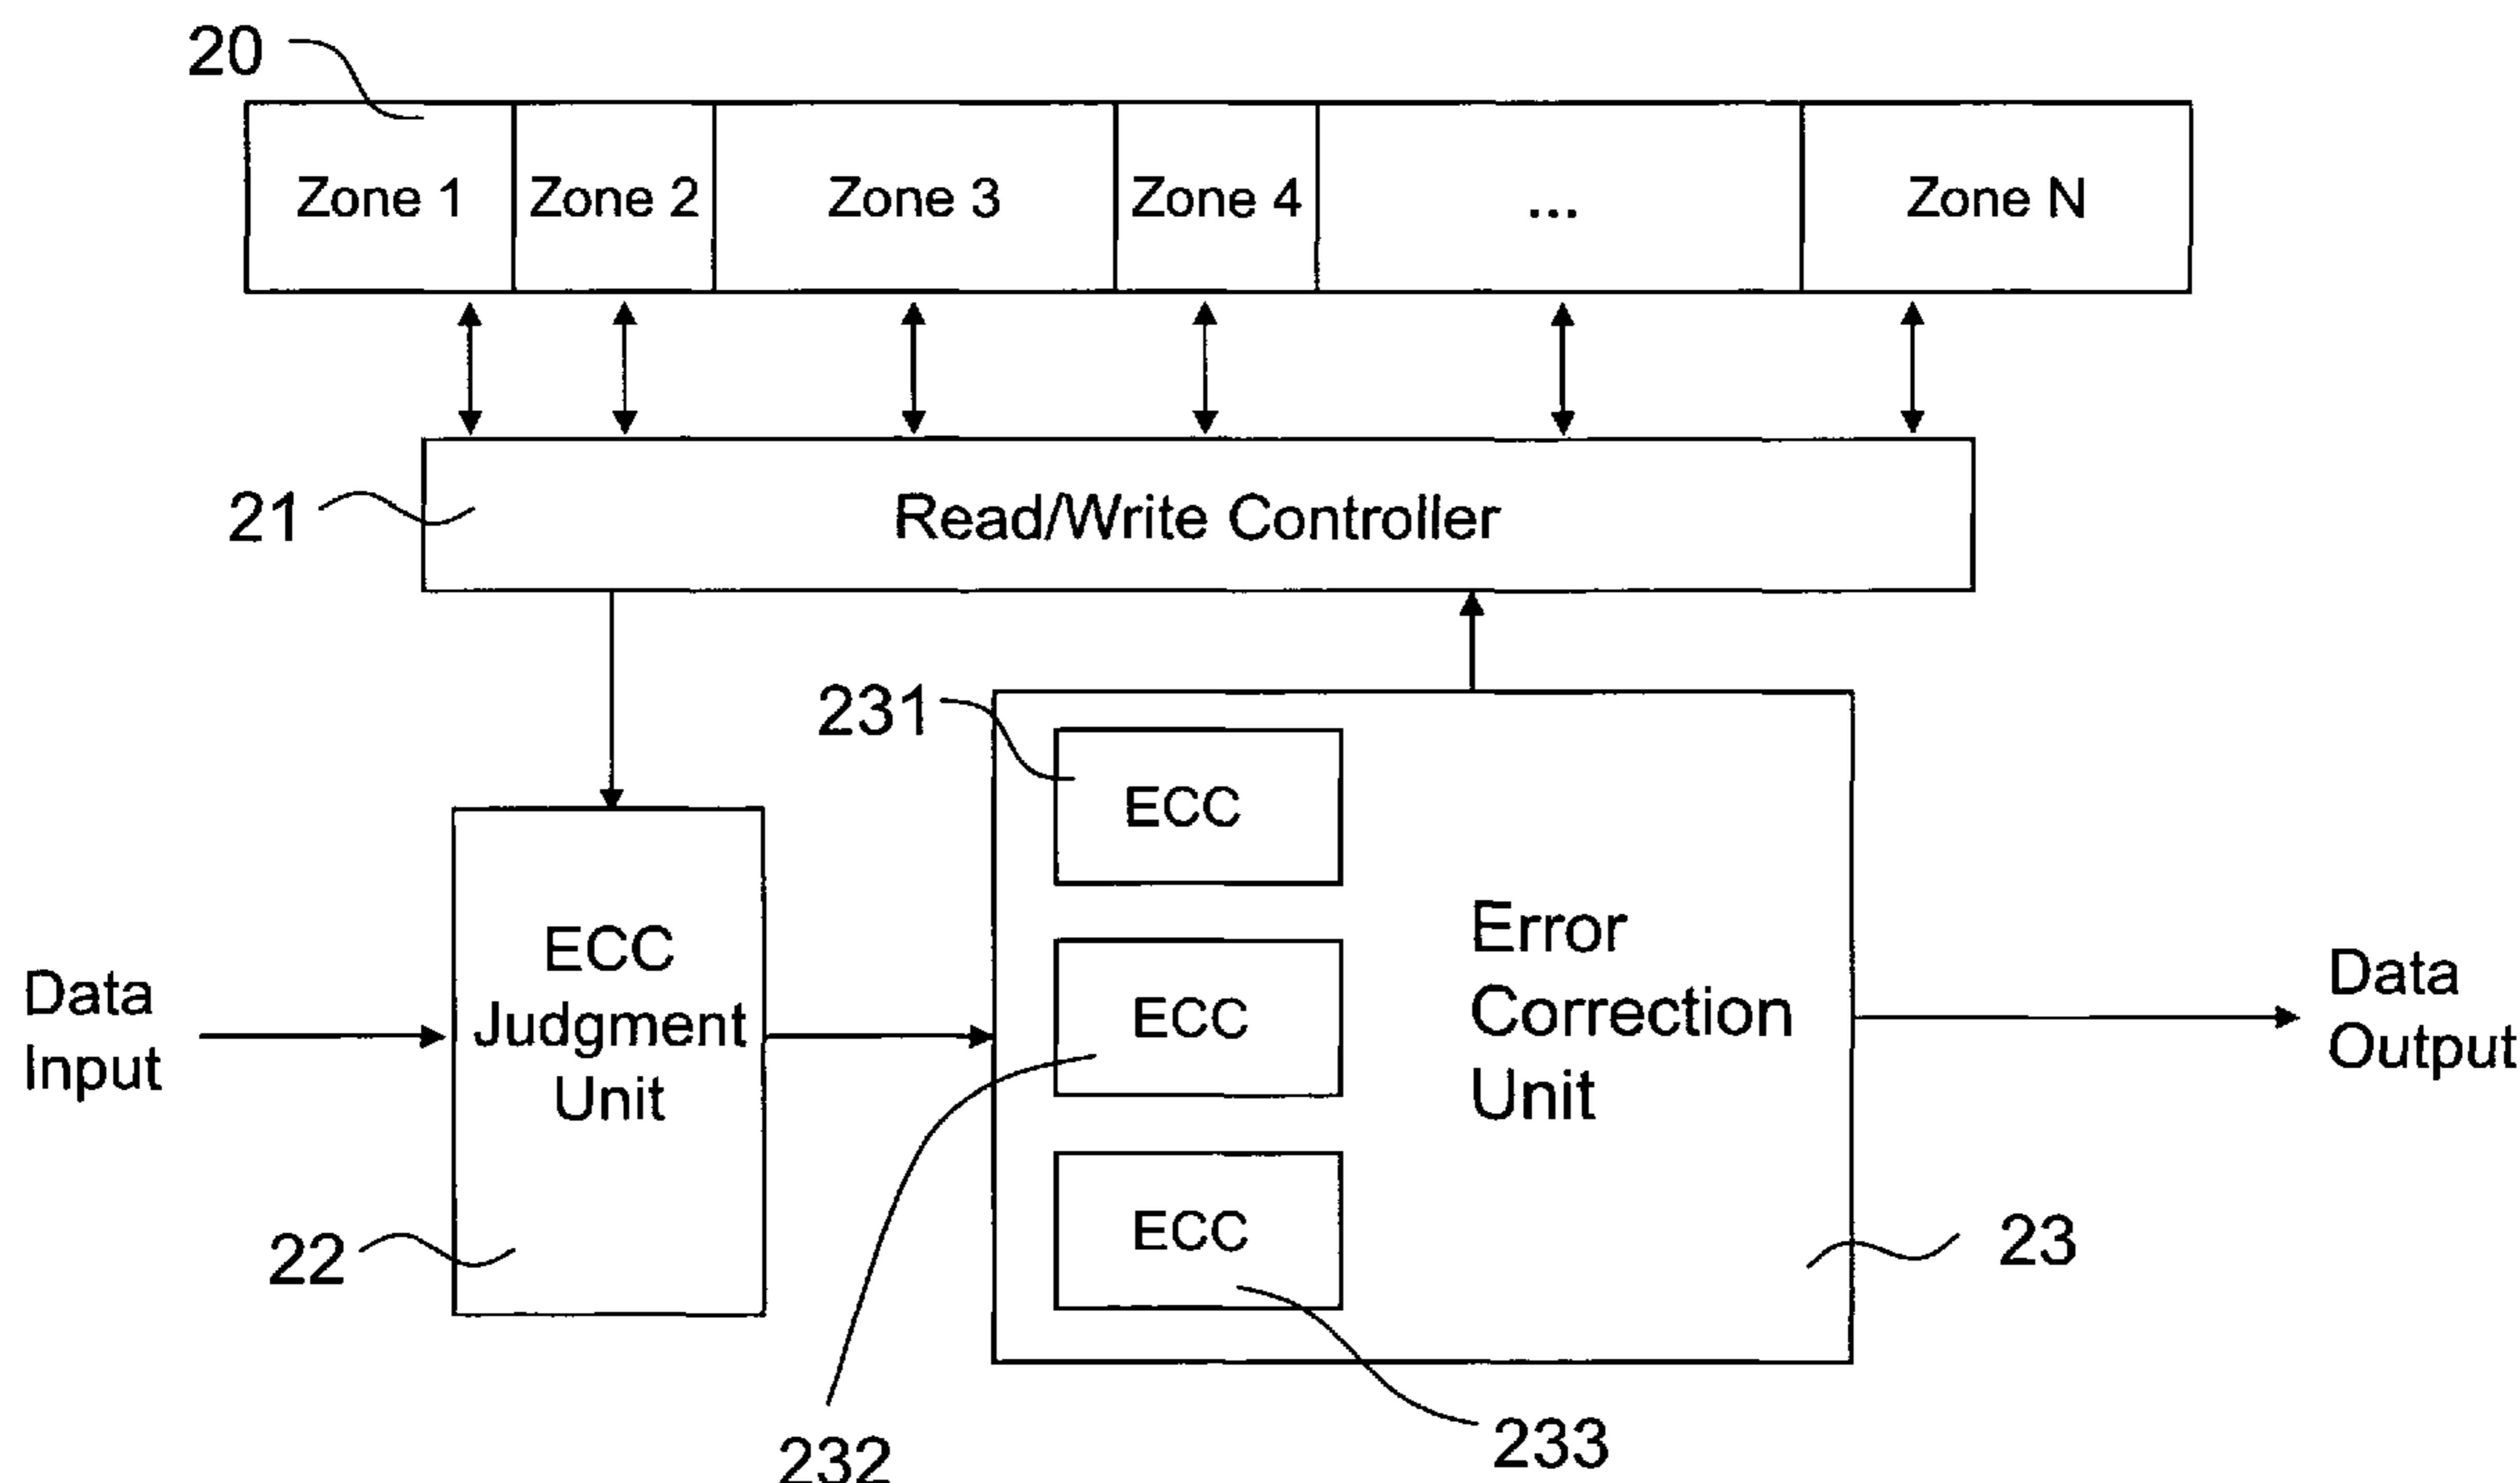 20
Zone 1
Zone 2
Zone 3
Zone 4
...
Zone N
21
Read/Write Controller
231
ECC
Data
Input
ECC
Judgment
Unit
ECC
Error
Correction
Unit
Data
Output
22
ECC
23
232
233